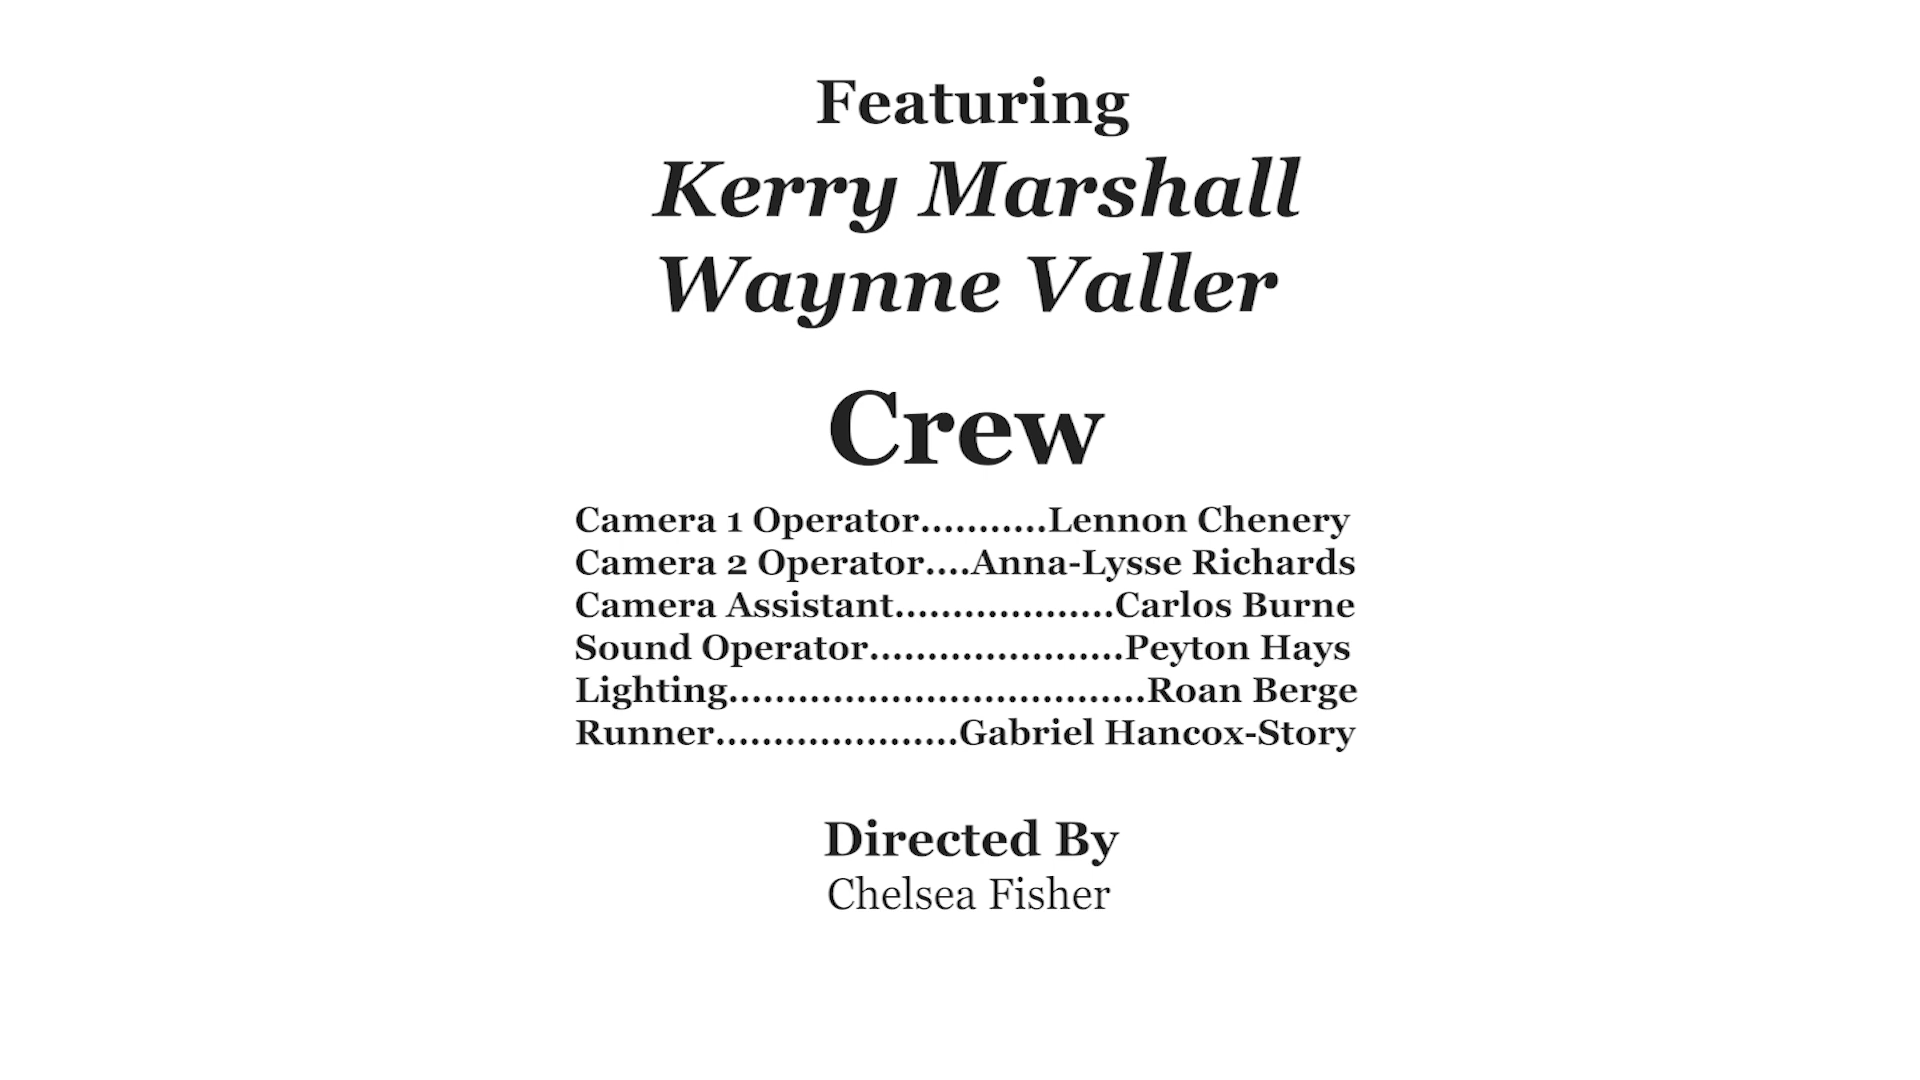 Featuring
Kerry Marshall
Waynne Valler
Crew
Camera 1 Operator...........Lennon Chenery
Camera 2 Operator....Anna-Lysse Richards
Camera Assistant...................Carlos Burne
Sound Operator......................Peyton Hays
Lighting....................................Roan Berge
Runner.....................Gabriel Hancox-Story
Directed By
Chelsea Fisher